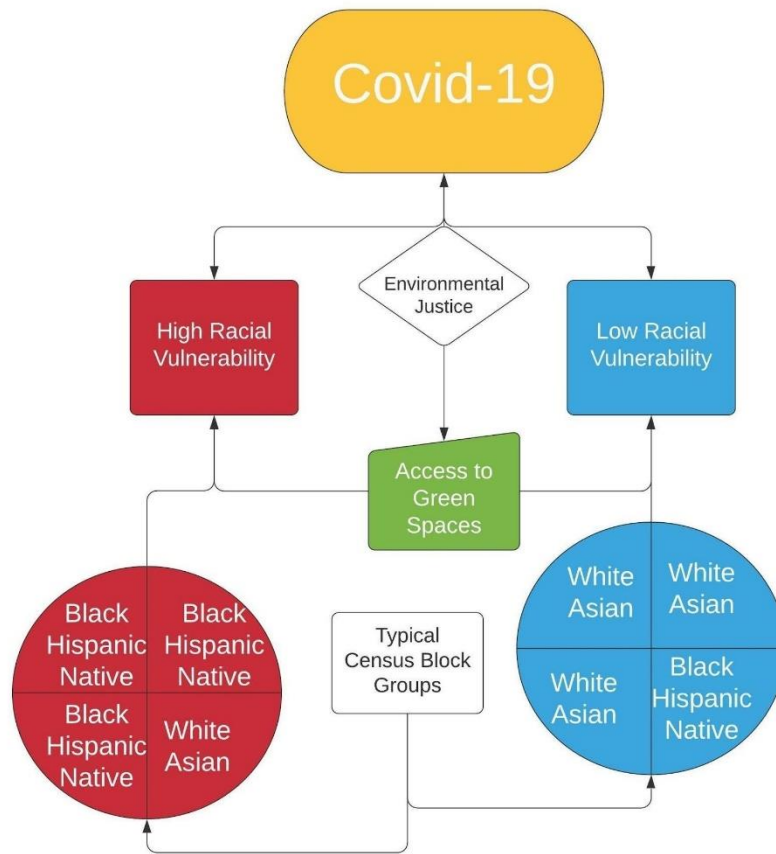 Covid-19
Environmental
Justice
High Racial
Vulnerability
Low Racial
Vulnerability
Access to
Green
Spaces
Black
Hispanic
Native
Black
Hispanic
Native
Black
Hispanic
Native
White
Asian
Typical
Census Block
Groups
White
Asian
White
Asian
White
Asian
Black
Hispanic
Native